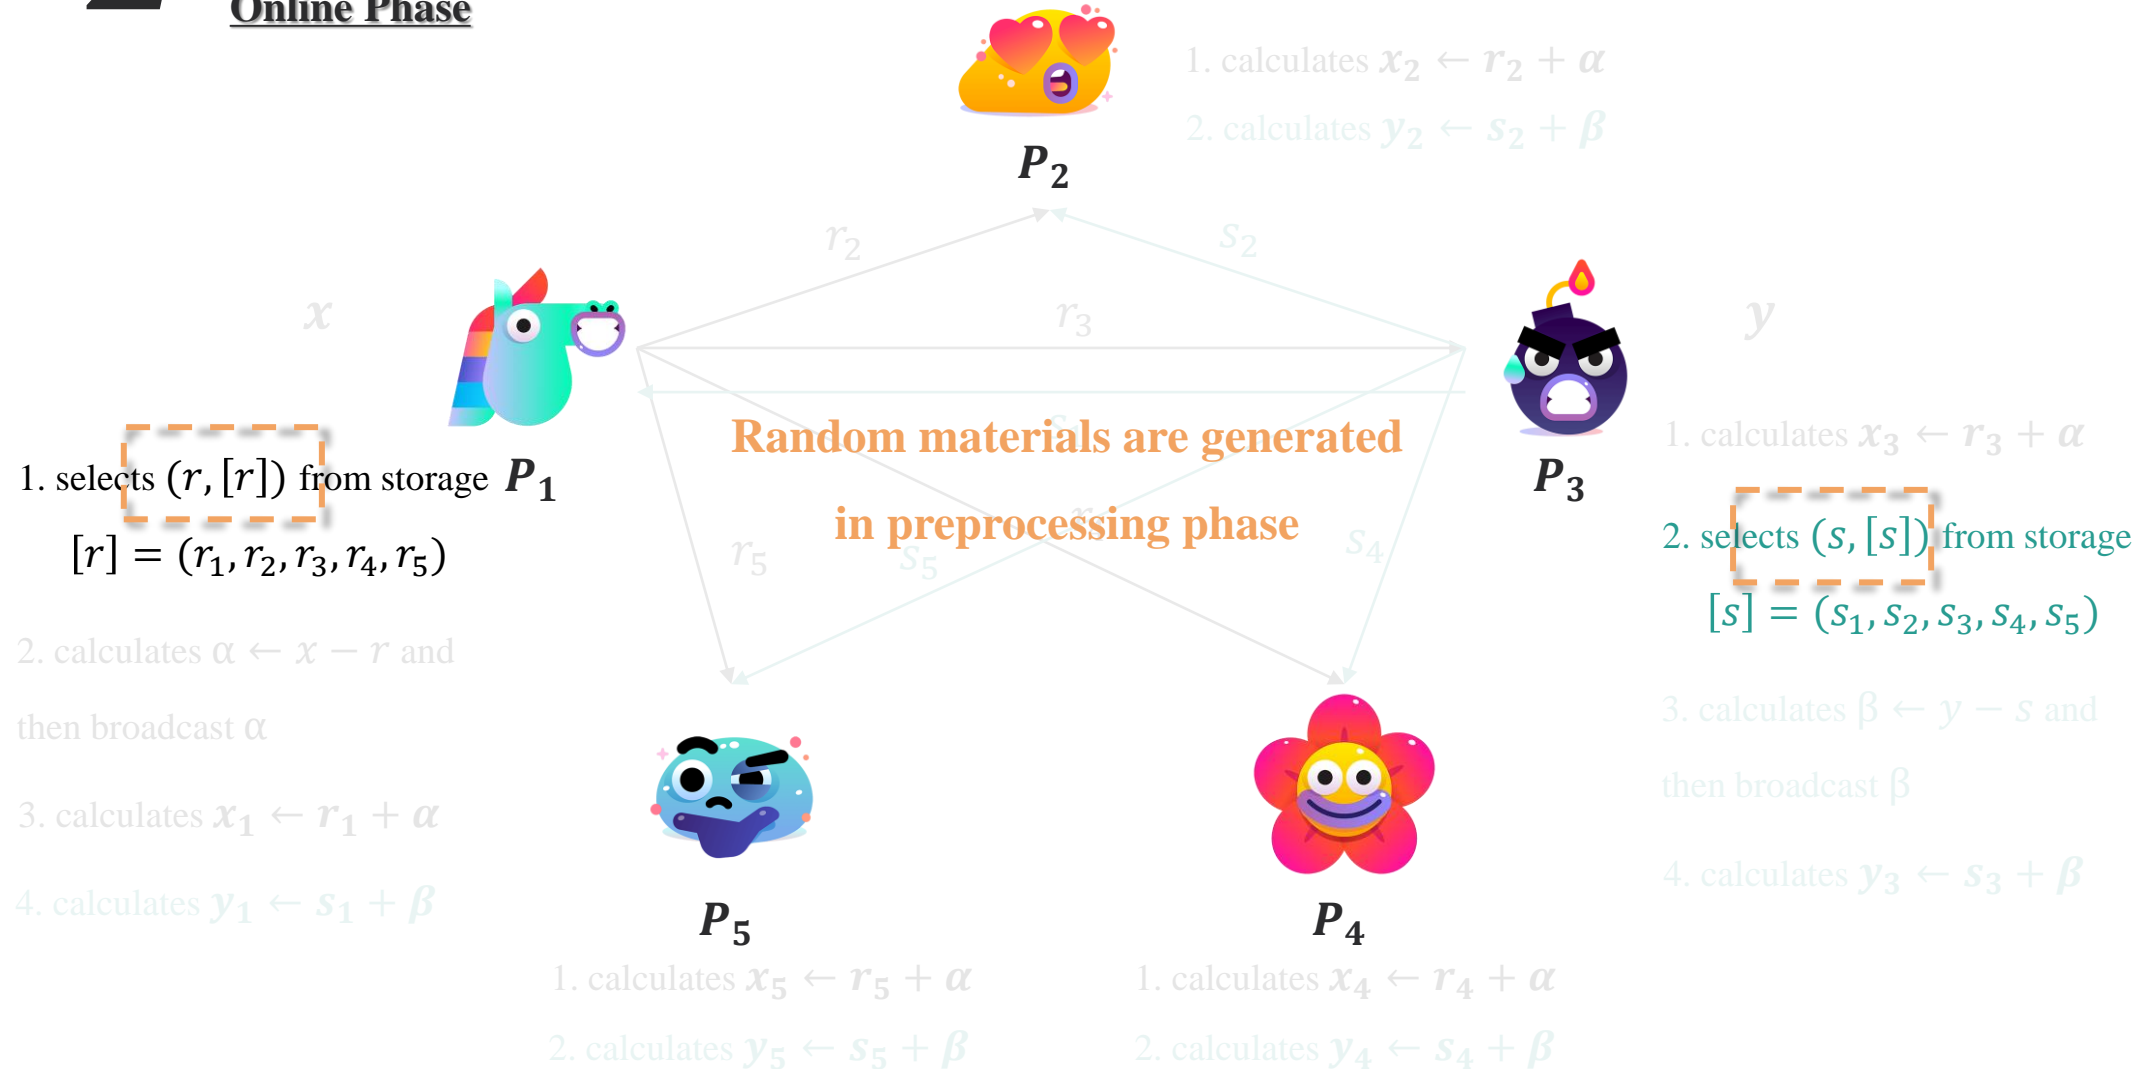 Online Phase
1. calculates x₂ ← r₂ + α
2. calculates y₂ ← s₂ + β
P₂
r₂
s₂
r₃
x
y
Random materials are generated
in preprocessing phase
1. selects (r, [r]) from storage
P₁
[r] = (r₁, r₂, r₃, r₄, r₅)
2. calculates α ← x − r and
then broadcast α
3. calculates x₁ ← r₁ + α
4. calculates y₁ ← s₁ + β
P₃
1. calculates x₃ ← r₃ + α
2. selects (s, [s]) from storage
[s] = (s₁, s₂, s₃, s₄, s₅)
3. calculates β ← y − s and
then broadcast β
4. calculates y₃ ← s₃ + β
r₅
s₅
s₄
P₅
1. calculates x₅ ← r₅ + α
2. calculates y₅ ← s₅ + β
P₄
1. calculates x₄ ← r₄ + α
2. calculates y₄ ← s₄ + β